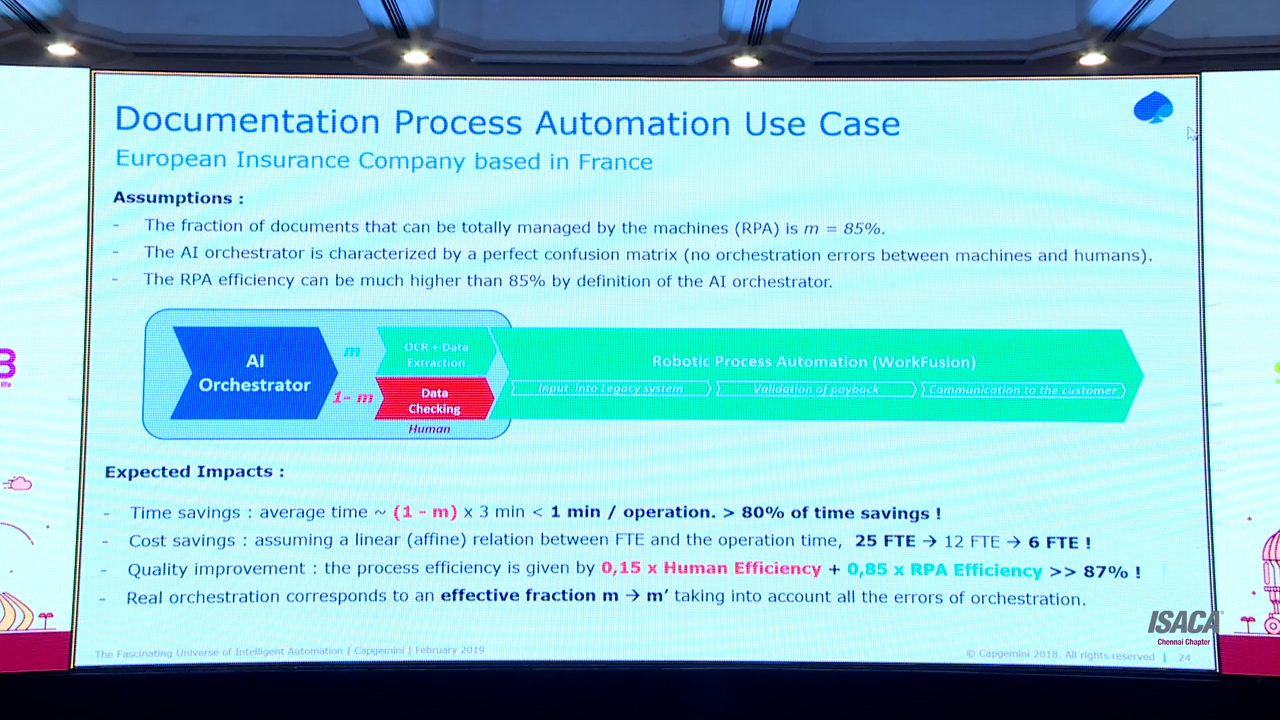 Documentation Process Automation Use Case
European Insurance Company based in France
Assumptions :
- The fraction of documents that can be totally managed by the machines (RPA) is m = 85%.
- The AI orchestrator is characterized by a perfect confusion matrix (no orchestration errors between machines and humans).
- The RPA efficiency can be much higher than 85% by definition of the AI orchestrator.
AI
Orchestrator
m
1- m
OCR + Data
Extraction
Data
Checking
Human
Robotic Process Automation (WorkFusion)
Input into Legacy system
Validation of payback
Communication to the customer
Expected Impacts :
- Time savings : average time ~ (1 - m) x 3 min < 1 min / operation. > 80% of time savings !
- Cost savings : assuming a linear (affine) relation between FTE and the operation time, 25 FTE → 12 FTE → 6 FTE !
- Quality improvement : the process efficiency is given by 0,15 x Human Efficiency + 0,85 x RPA Efficiency >> 87% !
- Real orchestration corresponds to an effective fraction m → m' taking into account all the errors of orchestration.
The Fascinating Universe of Intelligent Automation | Capgemini | February 2019
© Capgemini 2018. All rights reserved | 24
ISACA
Chennai Chapter
life